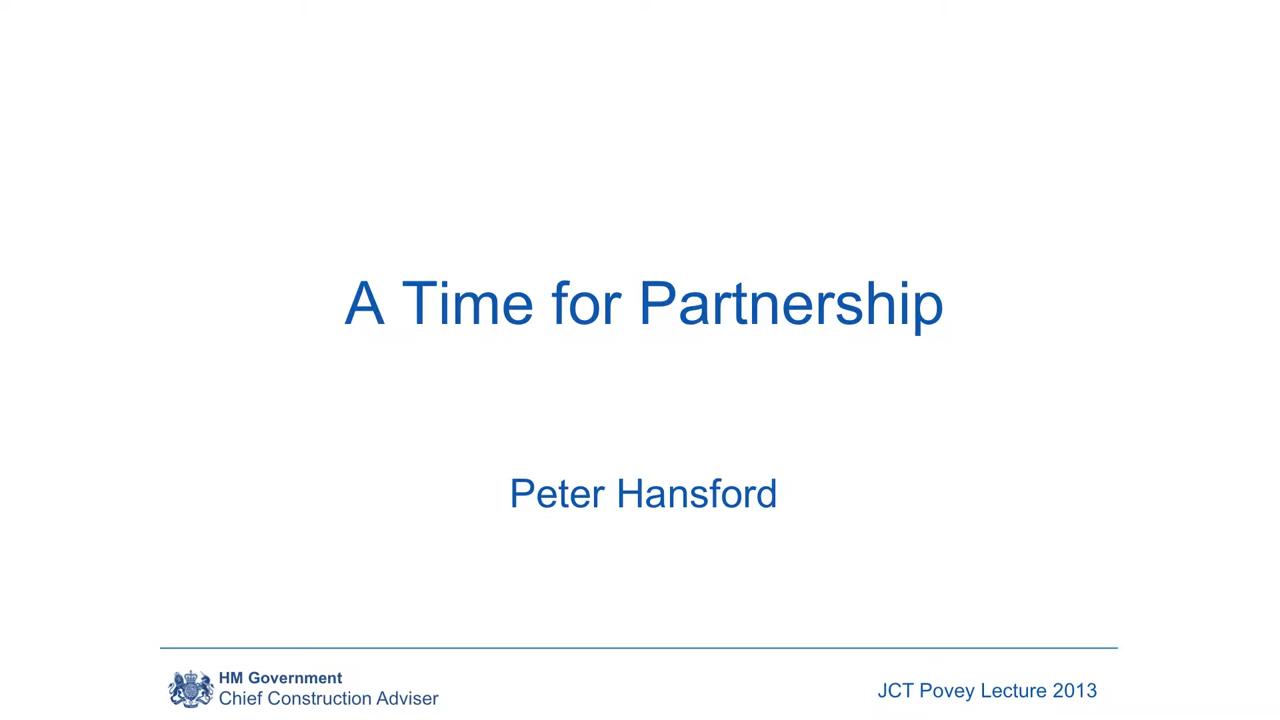 A Time for Partnership
Peter Hansford
HM Government
Chief Construction Adviser
JCT Povey Lecture 2013